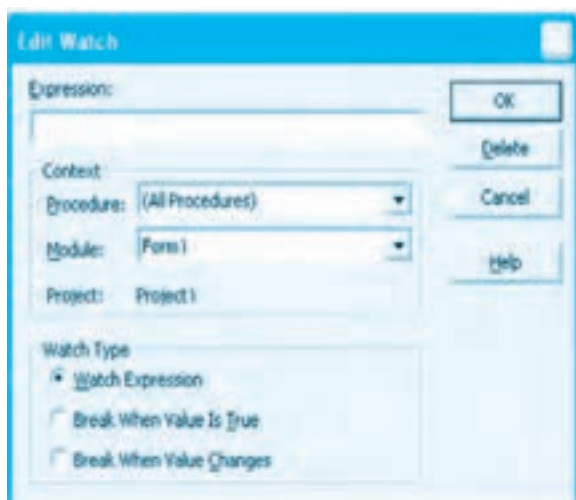 Edit Watch
Expression:
OK
Delete
Cancel
Help
Context
Procedure: (All Procedures)
Module: Form1
Project: Project1
Watch Type
Watch Expression
Break When Value Is True
Break When Value Changes